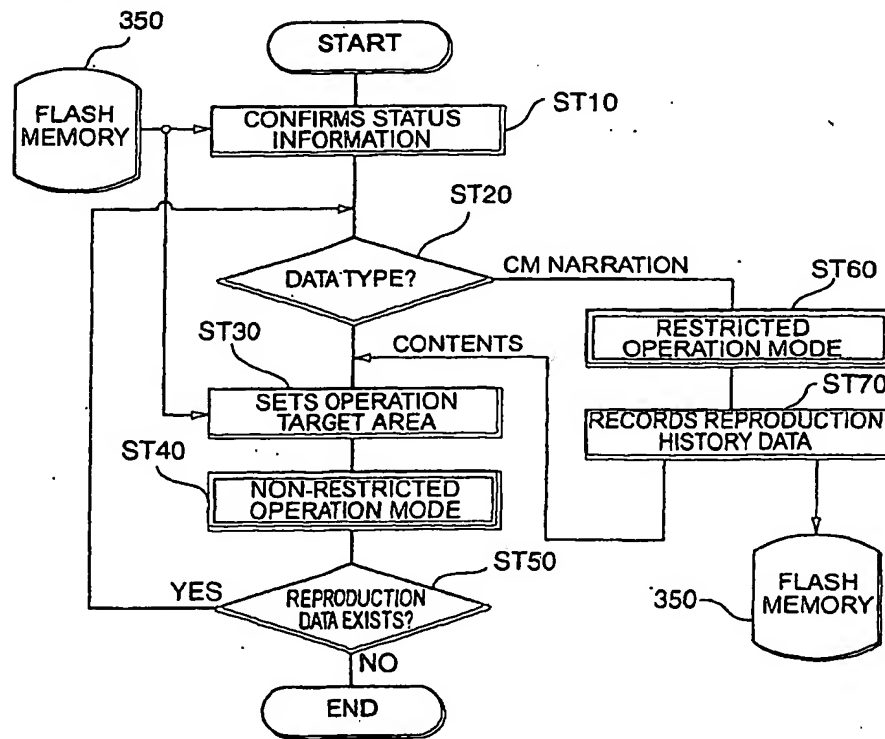 350
START
FLASH
MEMORY
CONFIRMS STATUS
INFORMATION
ST10
ST20
DATA TYPE?
CM NARRATION
ST60
RESTRICTED
OPERATION MODE
ST30
CONTENTS
ST70
SETS OPERATION
TARGET AREA
RECORDS REPRODUCTION
HISTORY DATA
ST40
NON-RESTRICTED
OPERATION MODE
ST50
YES
REPRODUCTION
DATA EXISTS?
FLASH
MEMORY
350
NO
END